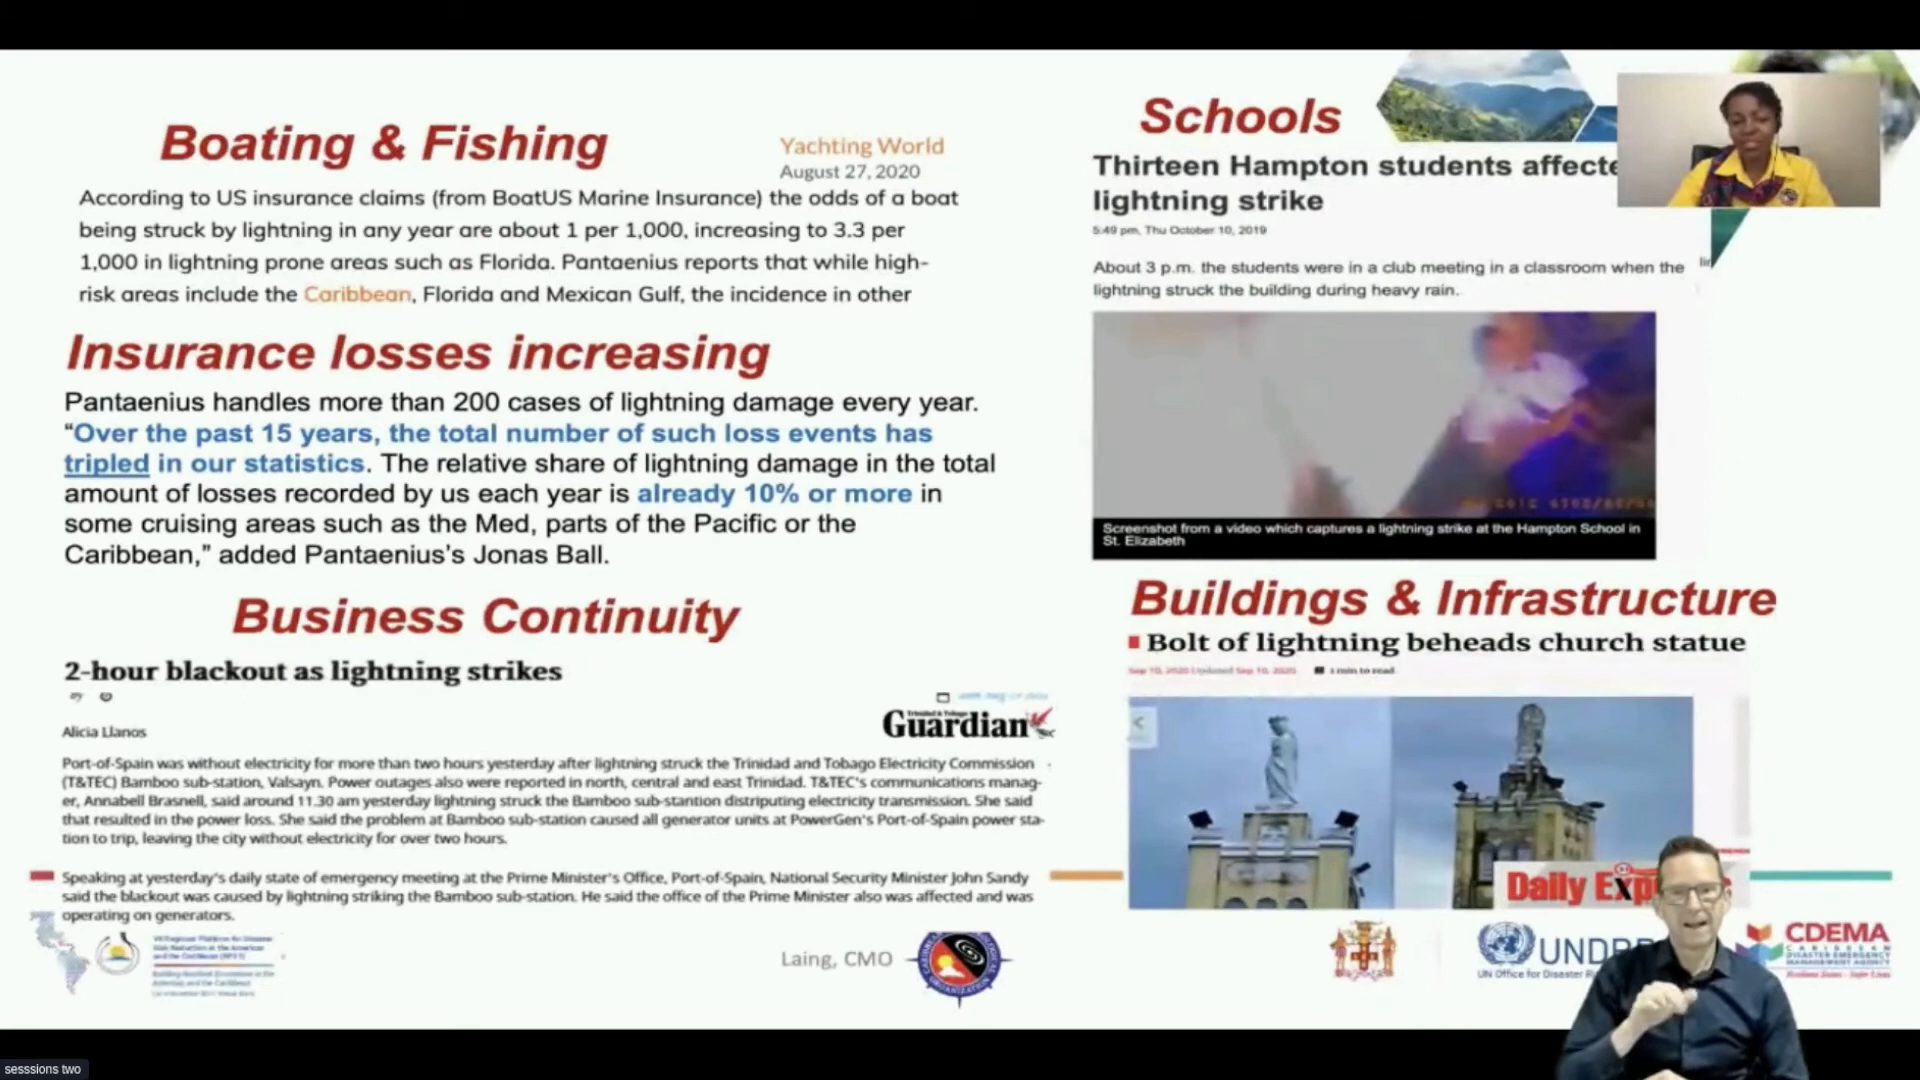 Boating & Fishing
Yachting World
August 27, 2020
According to US insurance claims (from BoatUS Marine Insurance) the odds of a boat
being struck by lightning in any year are about 1 per 1,000, increasing to 3.3 per
1,000 in lightning prone areas such as Florida. Pantaenius reports that while high-
risk areas include the Caribbean, Florida and Mexican Gulf, the incidence in other
Insurance losses increasing
Pantaenius handles more than 200 cases of lightning damage every year.
“Over the past 15 years, the total number of such loss events has
tripled in our statistics. The relative share of lightning damage in the total
amount of losses recorded by us each year is already 10% or more in
some cruising areas such as the Med, parts of the Pacific or the
Caribbean,” added Pantaenius’s Jonas Ball.
Business Continuity
2-hour blackout as lightning strikes
Trinidad & Tobago
Guardian
Alicia Llanos
Port-of-Spain was without electricity for more than two hours yesterday after lightning struck the Trinidad and Tobago Electricity Commission
(T&TEC) Bamboo sub-station, Valsayn. Power outages also were reported in north, central and east Trinidad. T&TEC's communications manag-
er, Annabell Brasnell, said around 11.30 am yesterday lightning struck the Bamboo sub-stantion distriputing electricity transmission. She said
that resulted in the power loss. She said the problem at Bamboo sub-station caused all generator units at PowerGen's Port-of-Spain power sta-
tion to trip, leaving the city without electricity for over two hours.
Speaking at yesterday's daily state of emergency meeting at the Prime Minister's Office, Port-of-Spain, National Security Minister John Sandy
said the blackout was caused by lightning striking the Bamboo sub-station. He said the office of the Prime Minister also was affected and was
operating on generators.
Schools
Thirteen Hampton students affecte
lightning strike
5:49 pm, Thu October 10, 2019
About 3 p.m. the students were in a club meeting in a classroom when the
lightning struck the building during heavy rain.
Screenshot from a video which captures a lightning strike at the Hampton School in
St. Elizabeth
Buildings & Infrastructure
Bolt of lightning beheads church statue
Sep 10, 2020 Updated Sep 10, 2020 1 min to read
Daily Exp
Laing, CMO
UNDRR
UN Office for Disaster R
CDEMA
CARIBBEAN
DISASTER EMERGENCY
MANAGEMENT AGENCY
sesssions two